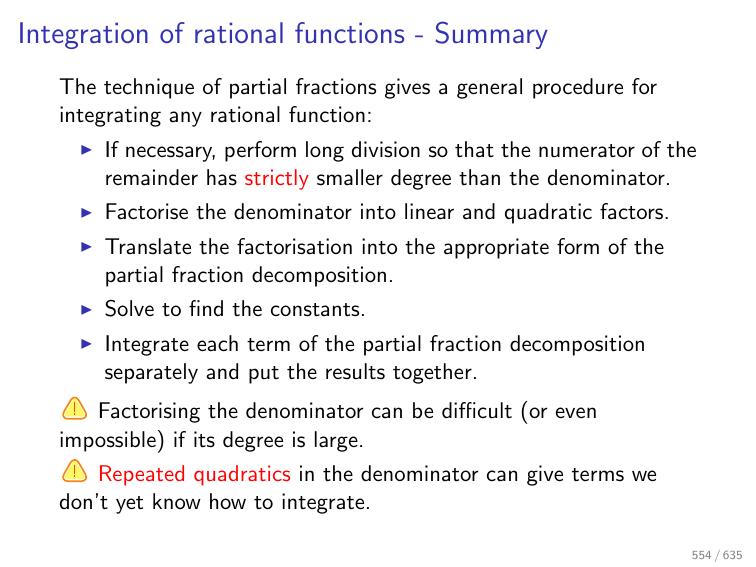 Integration of rational functions - Summary
The technique of partial fractions gives a general procedure for
integrating any rational function:
▶ If necessary, perform long division so that the numerator of the
remainder has strictly smaller degree than the denominator.
▶ Factorise the denominator into linear and quadratic factors.
▶ Translate the factorisation into the appropriate form of the
partial fraction decomposition.
▶ Solve to find the constants.
▶ Integrate each term of the partial fraction decomposition
separately and put the results together.
! Factorising the denominator can be difficult (or even
impossible) if its degree is large.
! Repeated quadratics in the denominator can give terms we
don't yet know how to integrate.
554 / 635